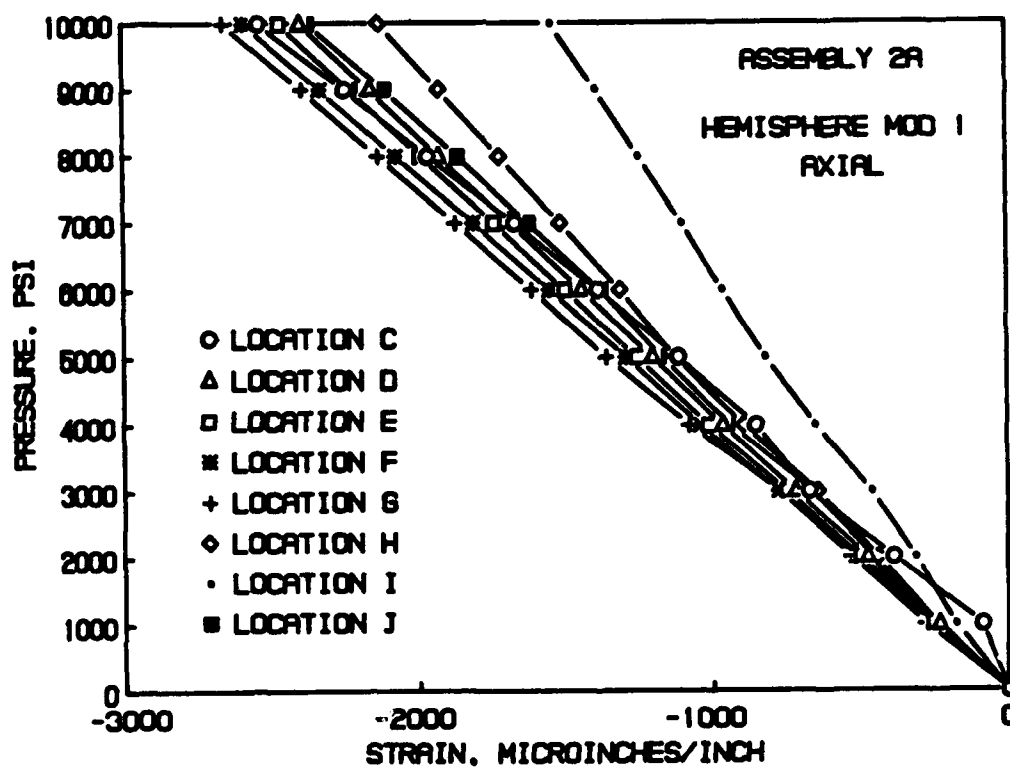 ASSEMBLY 2A
HEMISPHERE MOD 1
AXIAL
PRESSURE, PSI
10000
9000
8000
7000
6000
5000
4000
3000
2000
1000
0
LOCATION C
LOCATION D
LOCATION E
LOCATION F
LOCATION G
LOCATION H
LOCATION I
LOCATION J
-3000 -2000 -1000 0
STRAIN, MICROINCHES/INCH